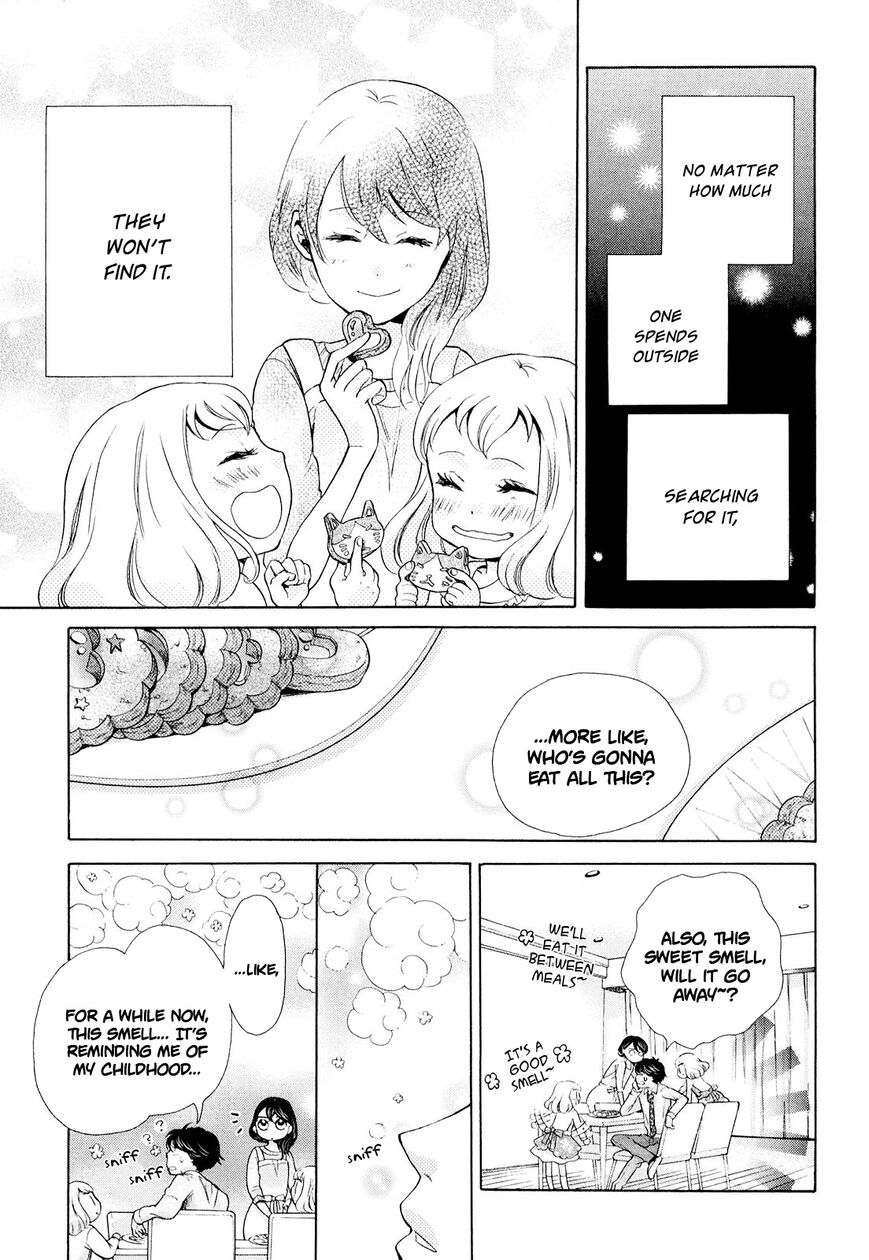 NO MATTER
HOW MUCH
ONE
SPENDS
OUTSIDE
SEARCHING
FOR IT,
THEY
WON'T
FIND IT.
...MORE LIKE,
WHO'S GONNA
EAT ALL THIS?
ALSO, THIS
SWEET SMELL,
WILL IT GO
AWAY~?
WE'LL
EAT IT
BETWEEN
MEALS~
IT'S A
GOOD
SMELL~
sniff
...LIKE,
FOR A WHILE NOW,
THIS SMELL... IT'S
REMINDING ME OF
MY CHILDHOOD...
? ?
sniff
sniff